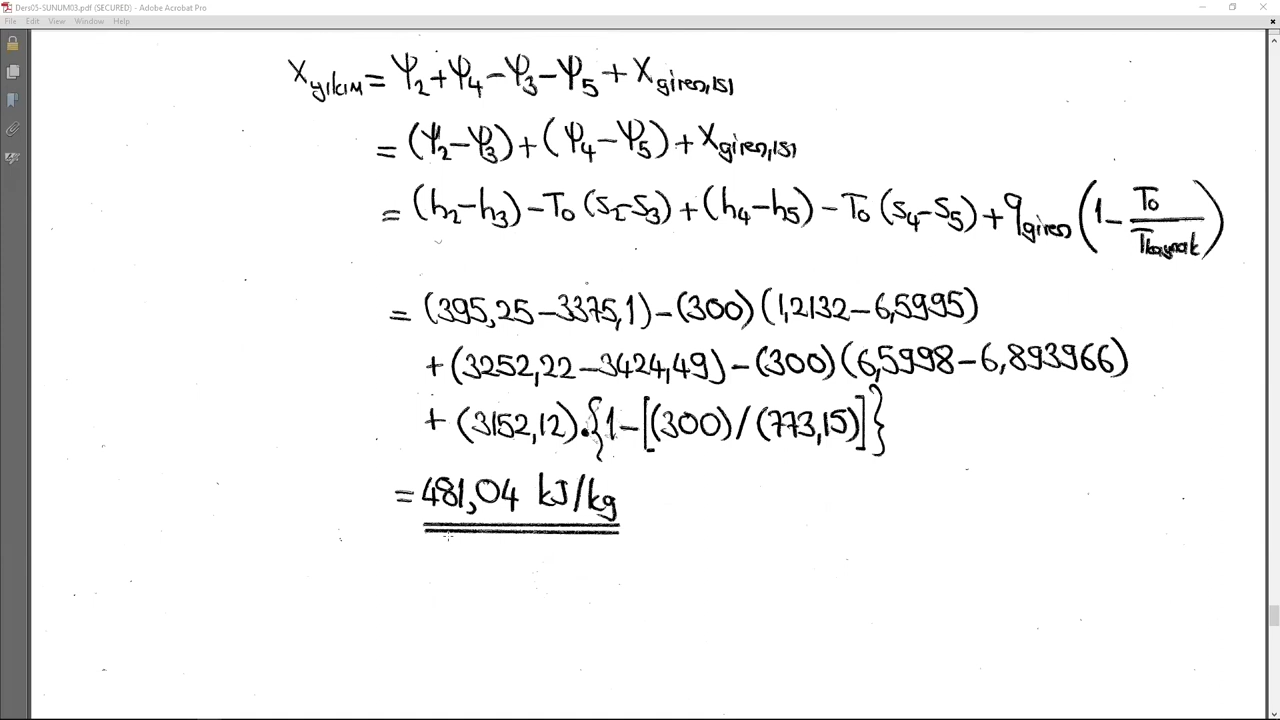 Ders05-SUNUM03.pdf (SECURED) - Adobe Acrobat Pro
File Edit View Window Help
X_yıkım = Ψ₂ + Ψ₄ - Ψ₃ - Ψ₅ + X_giren,ısı
= (Ψ₂ - Ψ₃) + (Ψ₄ - Ψ₅) + X_giren,ısı
= (h₂ - h₃) - T₀ (s₂ - s₃) + (h₄ - h₅) - T₀ (s₄ - s₅) + q_giren (1 - T₀/T_kaynak)
= (395,25 - 3375,1) - (300) (1,2132 - 6,5995)
+ (3252,22 - 3424,49) - (300) (6,5998 - 6,893966)
+ (3152,12).{1 - [(300) / (773,15)]}
= 481,04 kJ/kg